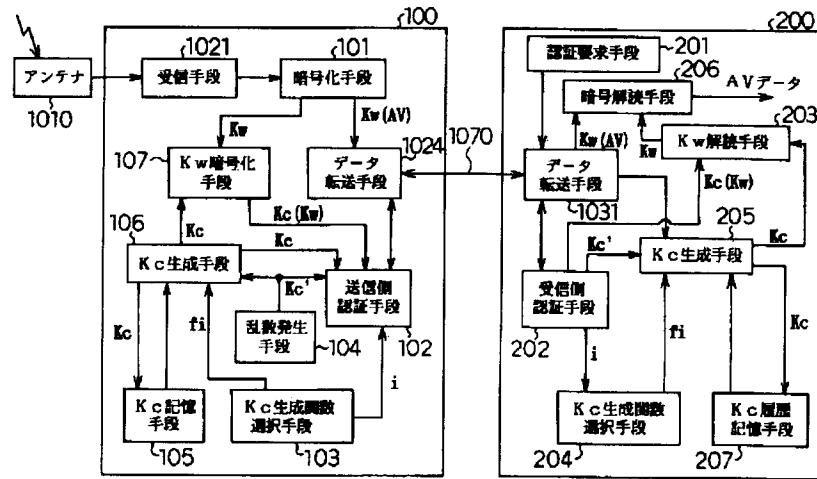 100
200
1021
101
アンテナ
受信手段
暗号化手段
1010
Kw
Kw(AV)
107
Kw暗号化
手段
1024
データ
転送手段
1070
Kc
Kc(Kw)
106
Kc
Kc生成手段
Kc'
送信側
認証手段
乱数発生
手段
104
102
Kc
fi
i
Kc記憶
手段
105
Kc生成関数
選択手段
103
認証要求手段
201
206
暗号解読手段
AVデータ
203
Kw(AV)
Kw
Kw解読手段
データ
転送手段
1031
Kc(Kw)
205
Kc'
Kc生成手段
Kc
受信側
認証手段
202
i
fi
Kc
Kc生成関数
選択手段
204
Kc履歴
記憶手段
207